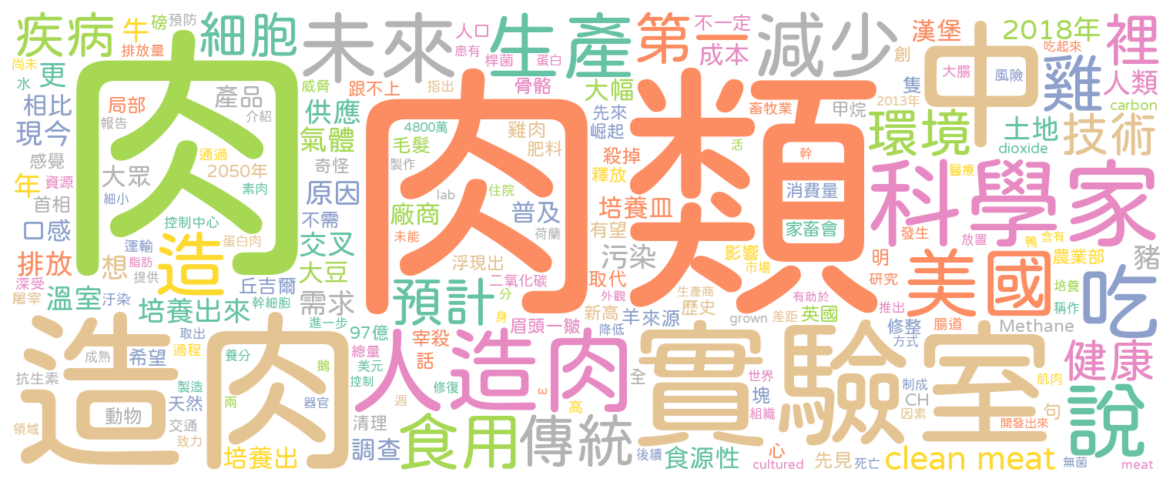 疾病
牛
磅
預防
排放量
尚未
水
更
細胞
未來
生產
第一
不一定
成本
減少
漢堡
2018年
裡
人口
患有
桿菌
蛋白
骨骼
威脅
指出
跟不上
供應
氣體
大幅
先來
崛起
創
隻
中
吃起來
大腸
風險
雞
人類
carbon
2013年
畜牧業
甲烷
環境
土地
dioxide
技術
相比
現今
局部
報告
產品
介紹
感覺
年
資源
首相
大眾
細小
通過
2050年
素肉
肉
肉類
4800萬
毛髮
製作
雞肉
肥料
奇怪
原因
lab
住院
廠商
普及
殺掉
釋放
培養皿
有望
活
幹
消費量
家畜會
科學家
醫療
發生
放置
鴨
含有
農業部
豬
口感
控制中心
蛋白肉
運輸
脂肪
提供
排放
深受
屠宰
汙染
溫室
想
造
丘吉爾
幹細胞
培養出來
不需
交叉
大豆
需求
進一步
未能
荷蘭
浮現出
二氧化碳
預計
分
身
外觀
污染
取代
影響
市場
新高
羊來源
生產商
歷史
有助於
英國
明
研究
推出
美國
稱作
培養
吃
造肉
成熟
希望
取出
過程
抗生素
製造
天然
動物
交通
致力
領域
養分
兩
鵝
器官
培養出
97億
總量
美元
控制
週
清理
調查
人造肉
眉頭一皺
宰殺
話
修復
ω
高
降低
食用
傳統
全
塊
組織
世界
grown
差距
實驗室
修整
方式
腸道
制成
CH
因素
Methane
肌肉
句
開發出來
健康
說
後續
食源性
心
cultured
先見
死亡
clean meat
無菌
meat